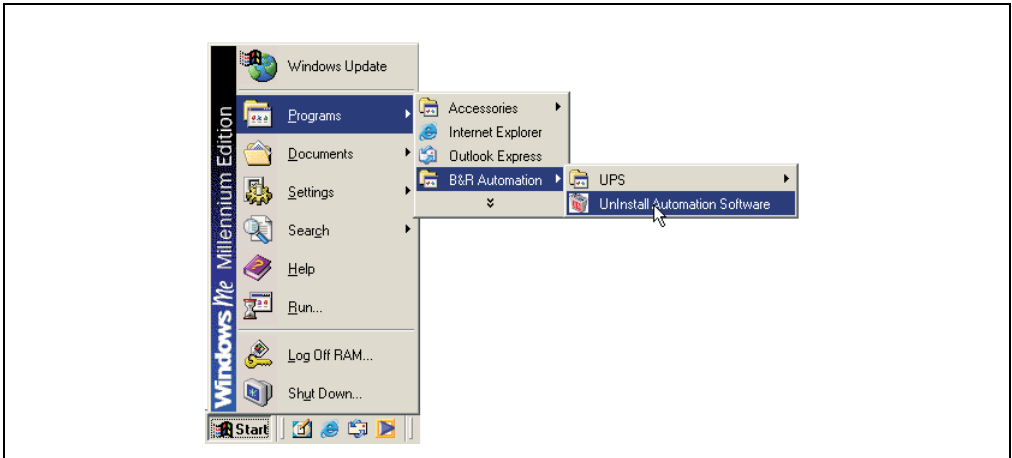 Windows Me Millennium Edition
Windows Update
Programs
Documents
Settings
Search
Help
Run...
Log Off RAM...
Shut Down...
Start
Accessories
Internet Explorer
Outlook Express
B&R Automation
UPS
UnInstall Automation Software